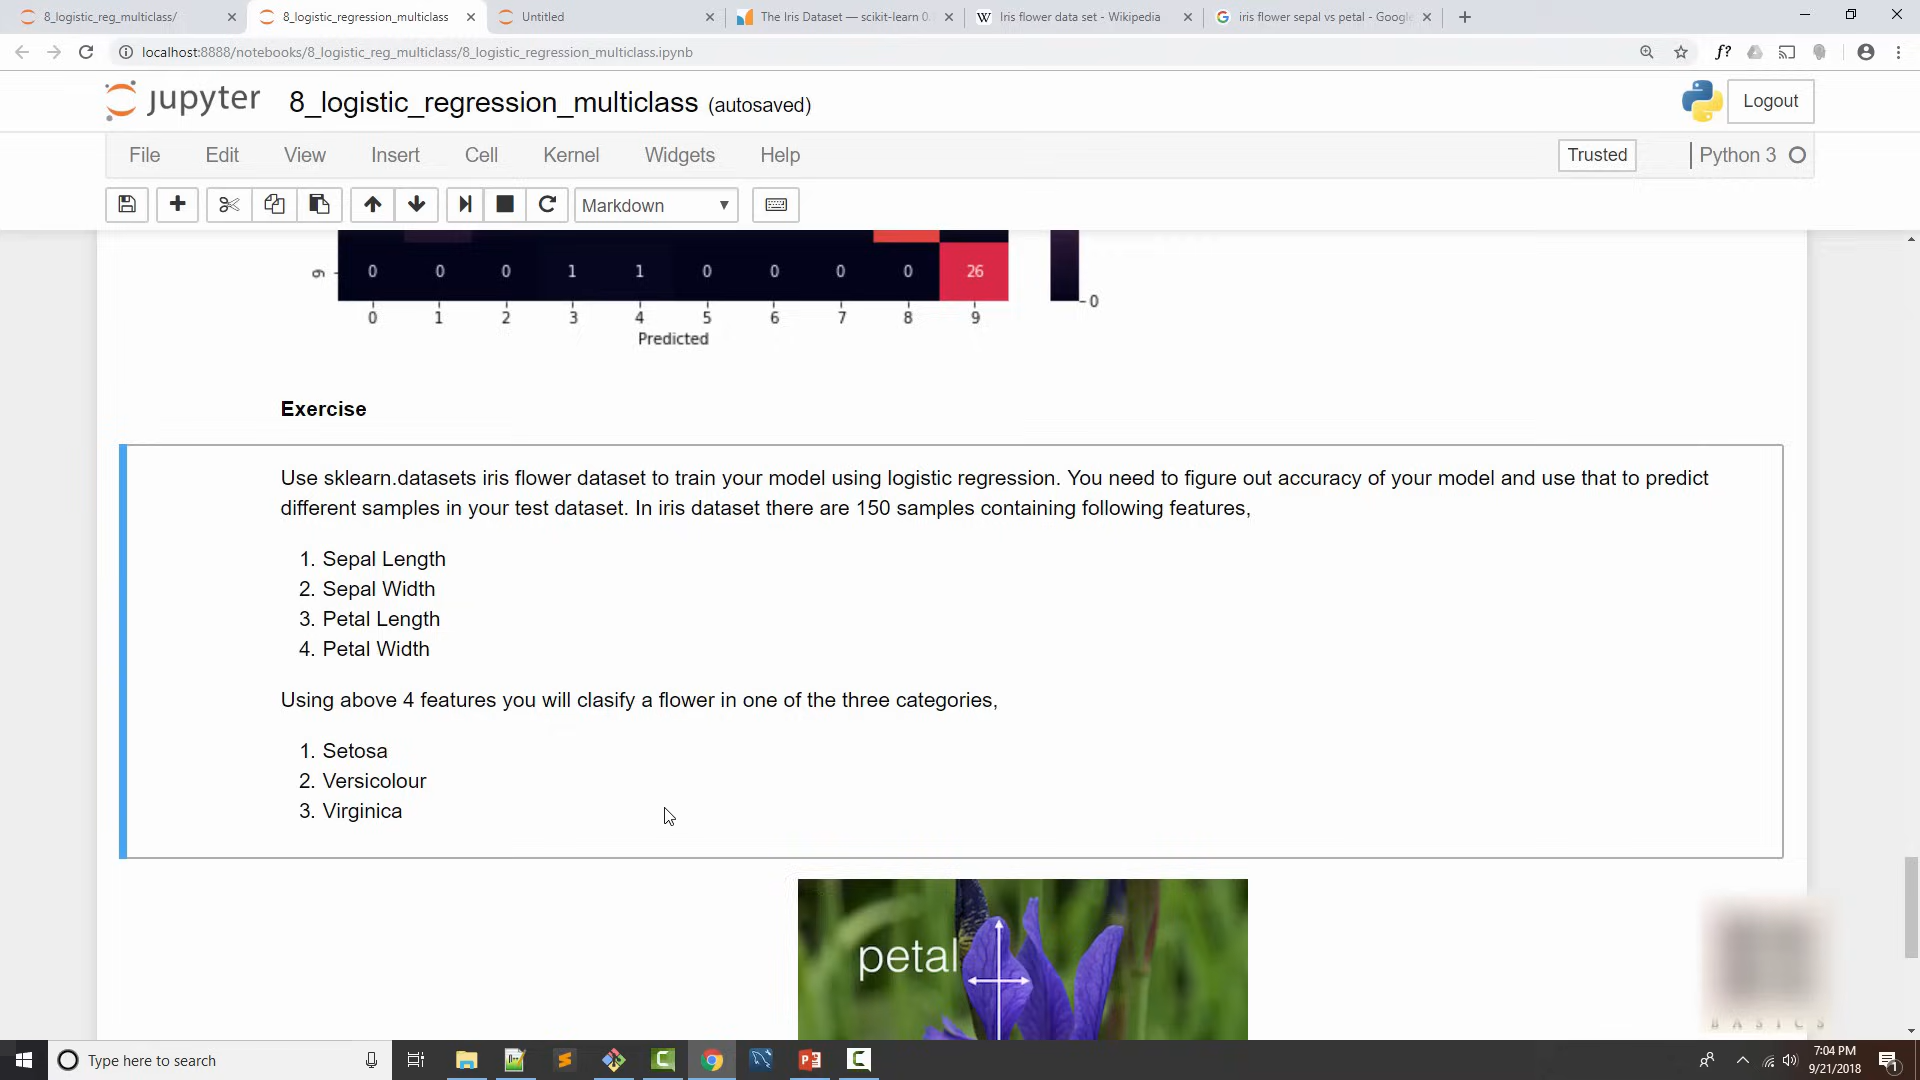 8_logistic_reg_multiclass/
8_logistic_regression_multiclass
Untitled
The Iris Dataset — scikit-learn 0.
Iris flower data set - Wikipedia
iris flower sepal vs petal - Google
localhost:8888/notebooks/8_logistic_reg_multiclass/8_logistic_regression_multiclass.ipynb
f?
jupyter
8_logistic_regression_multiclass (autosaved)
Logout
File Edit View Insert Cell Kernel Widgets Help
Trusted
Python 3
Markdown
9 0 0 0 1 1 0 0 0 0 26
0
0 1 2 3 4 5 6 7 8 9
Predicted
Exercise
Use sklearn.datasets iris flower dataset to train your model using logistic regression. You need to figure out accuracy of your model and use that to predict
different samples in your test dataset. In iris dataset there are 150 samples containing following features,
1. Sepal Length
2. Sepal Width
3. Petal Length
4. Petal Width
Using above 4 features you will clasify a flower in one of the three categories,
1. Setosa
2. Versicolour
3. Virginica
petal
BASICS
Type here to search
7:04 PM
9/21/2018
1